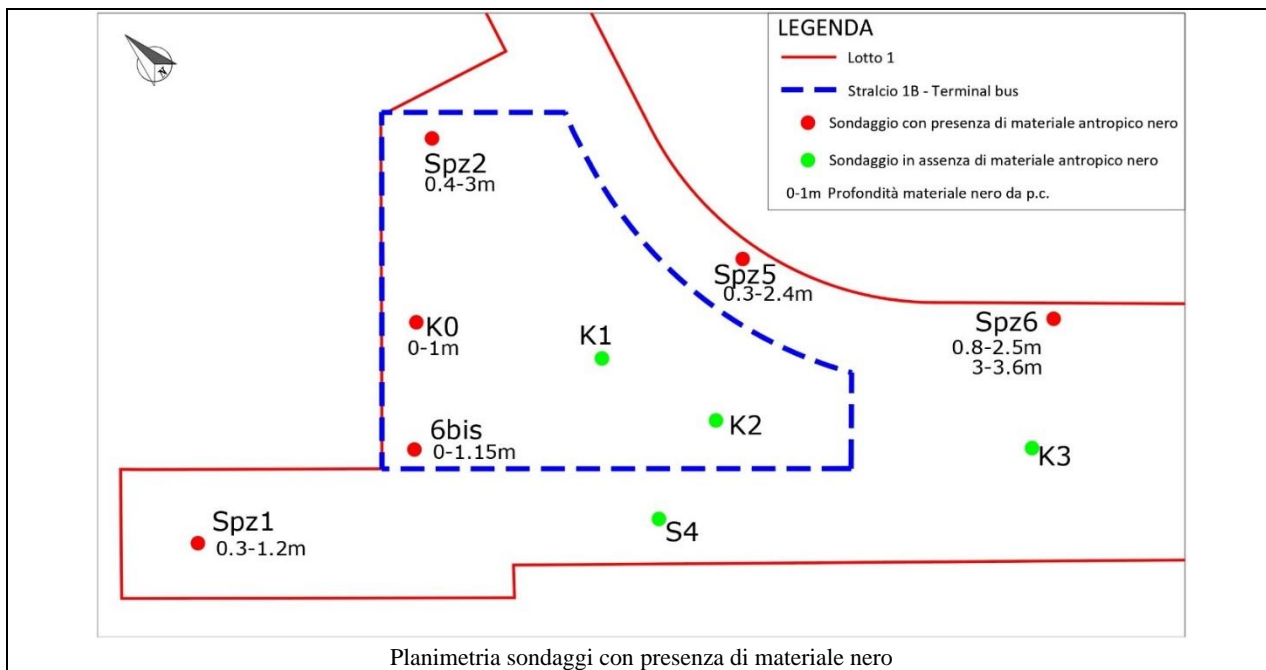 LEGENDA
Lotto 1
Stralcio 1B - Terminal bus
Sondaggio con presenza di materiale antropico nero
Sondaggio in assenza di materiale antropico nero
0-1m Profondità materiale nero da p.c.
N
Spz2
0.4-3m
Spz5
0.3-2.4m
K0
0-1m
K1
Spz6
0.8-2.5m
3-3.6m
6bis
0-1.15m
K2
K3
Spz1
0.3-1.2m
S4
Planimetria sondaggi con presenza di materiale nero